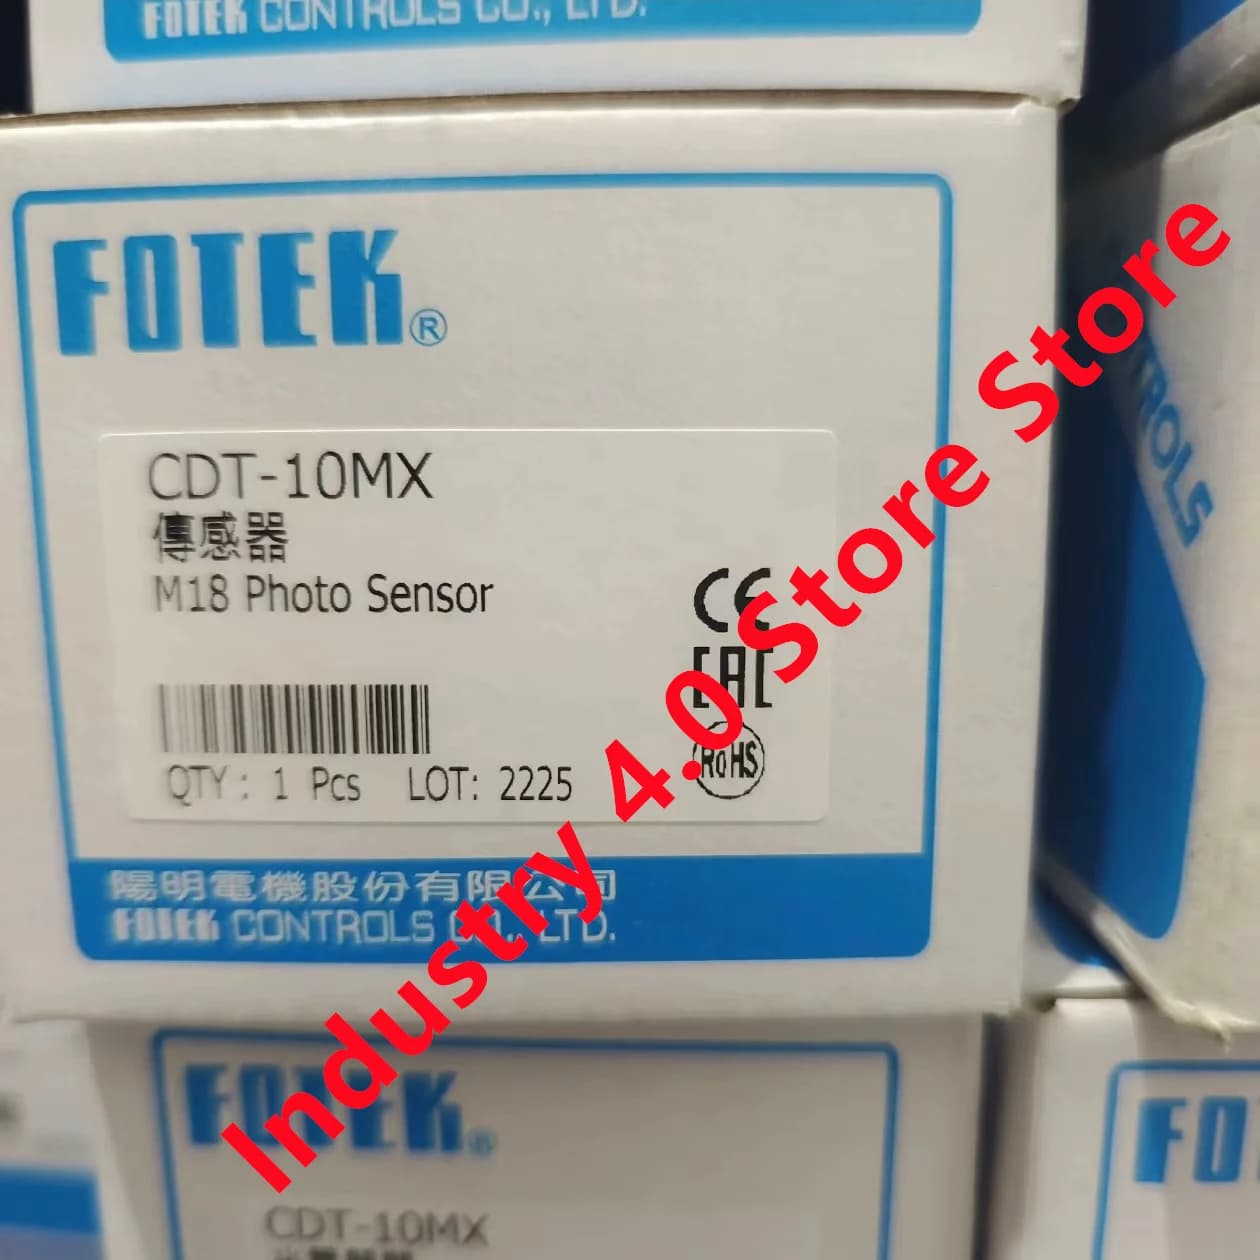 FOTEK CONTROLS CO., LTD.
FOTEK®
CDT-10MX
傳感器
M18 Photo Sensor
CE
EAC
RoHS
QTY: 1 Pcs LOT: 2225
陽明電機股份有限公司
FOTEK CONTROLS CO., LTD.
Industry 4.0 Store Store
TROLS
FOTEK®
CDT-10MX
FO